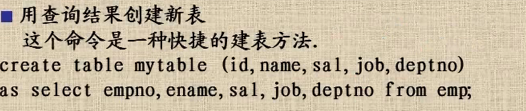 ■ 用查询结果创建新表
这个命令是一种快捷的建表方法.
create table mytable (id,name,sal,job,deptno)
as select empno,ename,sal,job,deptno from emp;